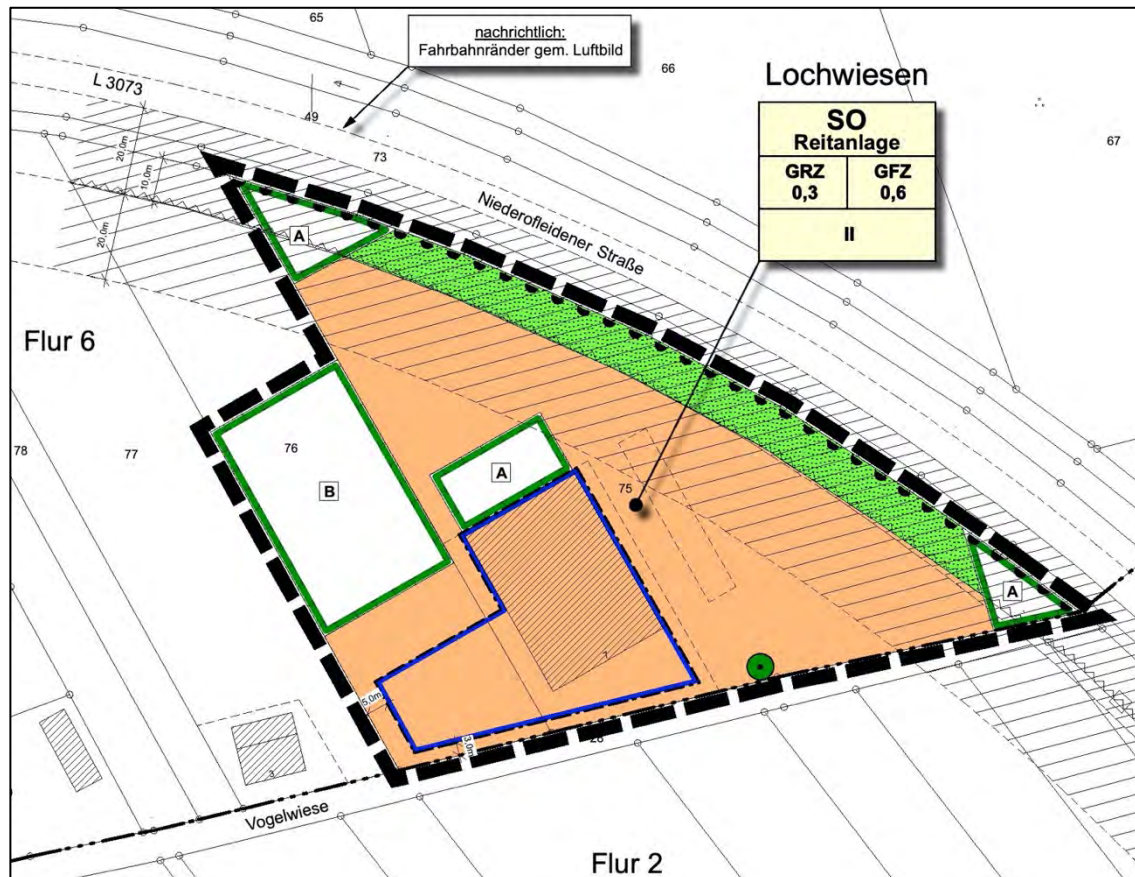 65
nachrichtlich:
Fahrbahnränder gem. Luftbild
66
Lochwiesen
L 3073
49
73
67
SO
Reitanlage
GRZ
0,3
GFZ
0,6
II
20,0m
10,0m
20,0m
Niederofleidener Straße
A
Flur 6
78
77
76
A
75
B
A
7
5,0m
3,0m
3
Vogelwiese
Flur 2